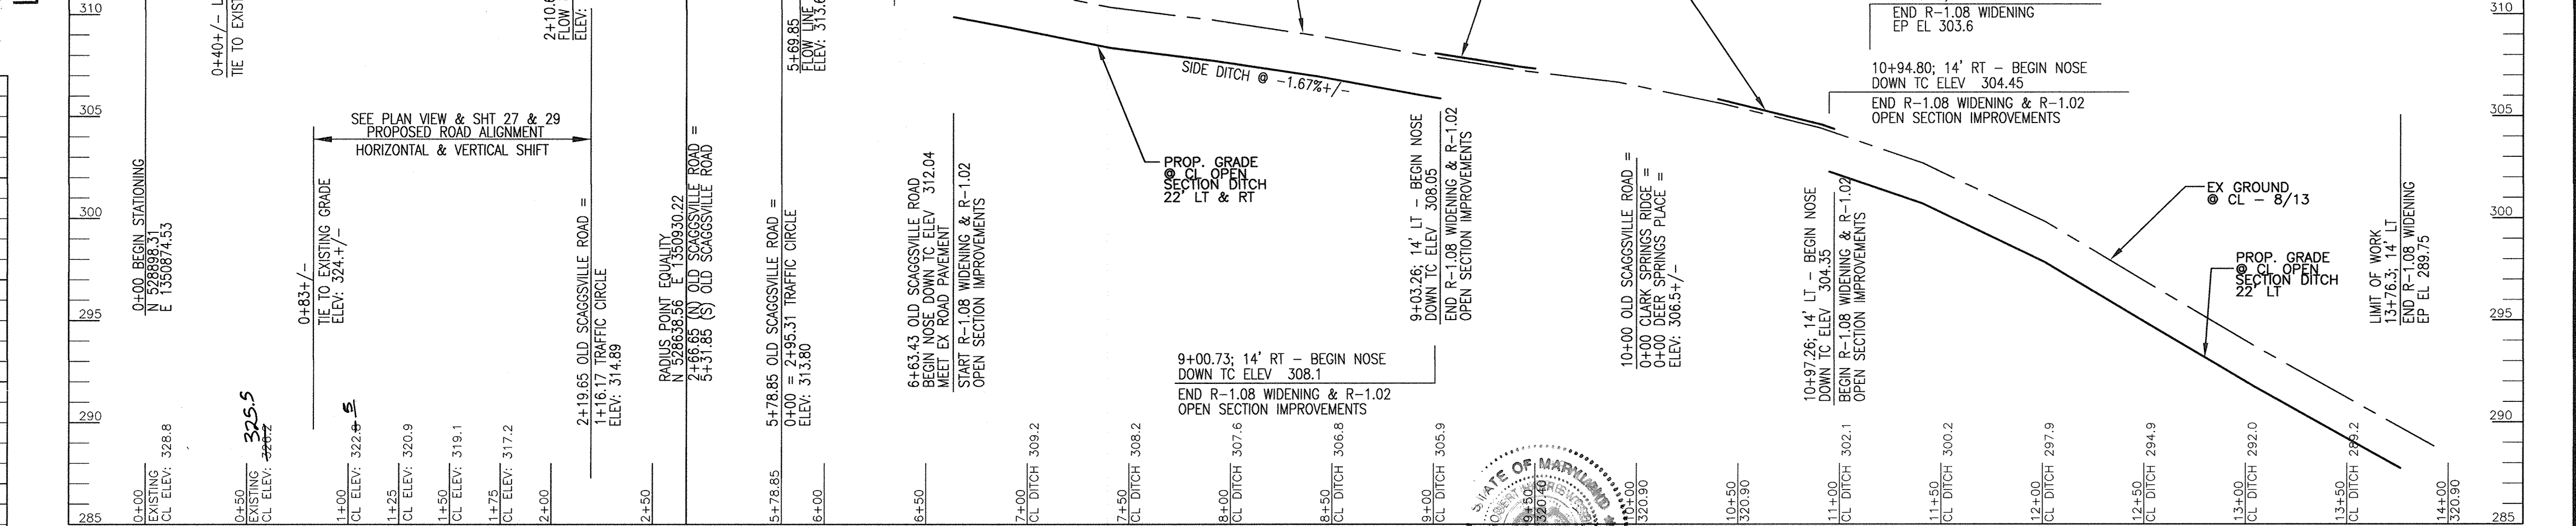 310
305
300
295
290
285
0+00 BEGIN STATIONING
N 528898.31
E 1350874.53
0+40+/-
TIE TO EXIST
SEE PLAN VIEW & SHT 27 & 29
PROPOSED ROAD ALIGNMENT
HORIZONTAL & VERTICAL SHIFT
0+83+/-
TIE TO EXISTING GRADE
ELEV: 324.+/-
FLOW
ELEV:
2+19.65 OLD SCAGGSVILLE ROAD =
1+16.17 TRAFFIC CIRCLE
ELEV: 314.89
RADIUS POINT EQUALITY
N 528638.56 E 1350930.22
2+66.65 (N) OLD SCAGGSVILLE ROAD =
5+31.85 (S) OLD SCAGGSVILLE ROAD
5+69.85
FLOW LINE
ELEV: 313.6
5+78.85 OLD SCAGGSVILLE ROAD =
0+00 = 2+95.31 TRAFFIC CIRCLE
ELEV: 313.80
6+63.43 OLD SCAGGSVILLE ROAD
BEGIN NOSE DOWN TC ELEV 312.04
MEET EX ROAD PAVEMENT
START R-1.08 WIDENING & R-1.02
OPEN SECTION IMPROVEMENTS
SIDE DITCH @ -1.67%+/-
PROP. GRADE
@ CL OPEN
SECTION DITCH
22' LT & RT
9+00.73; 14' RT - BEGIN NOSE
DOWN TC ELEV 308.1
END R-1.08 WIDENING & R-1.02
OPEN SECTION IMPROVEMENTS
9+03.26; 14' LT - BEGIN NOSE
DOWN TC ELEV 308.05
END R-1.08 WIDENING & R-1.02
OPEN SECTION IMPROVEMENTS
10+00 OLD SCAGGSVILLE ROAD =
0+00 CLARK SPRINGS RIDGE =
0+00 DEER SPRINGS PLACE =
ELEV: 306.5+/-
10+97.26; 14' LT - BEGIN NOSE
DOWN TC ELEV 304.35
BEGIN R-1.08 WIDENING & R-1.02
OPEN SECTION IMPROVEMENTS
END R-1.08 WIDENING
EP EL 303.6
10+94.80; 14' RT - BEGIN NOSE
DOWN TC ELEV 304.45
END R-1.08 WIDENING & R-1.02
OPEN SECTION IMPROVEMENTS
EX GROUND
@ CL - 8/13
PROP. GRADE
@ CL OPEN
SECTION DITCH
22' LT
LIMIT OF WORK
13+76.3; 14' LT
END R-1.08 WIDENING
EP EL 289.75
310
305
300
295
290
285
0+00
EXISTING
CL ELEV: 328.8
0+50
EXISTING
CL ELEV:
325.5
1+00
CL ELEV: 322.
5
1+25
CL ELEV: 320.9
1+50
CL ELEV: 319.1
1+75
CL ELEV: 317.2
2+00
2+50
5+78.85
6+00
6+50
7+00
CL DITCH 309.2
7+50
CL DITCH 308.2
8+00
CL DITCH 307.6
8+50
CL DITCH 306.8
9+00
CL DITCH 305.9
9+50
320.40
STATE OF MARYLAND
10+00
320.90
10+50
320.90
11+00
CL DITCH 302.1
11+50
CL DITCH 300.2
12+00
CL DITCH 297.9
12+50
CL DITCH 294.9
13+00
CL DITCH 292.0
13+50
CL DITCH 289.2
14+00
320.90